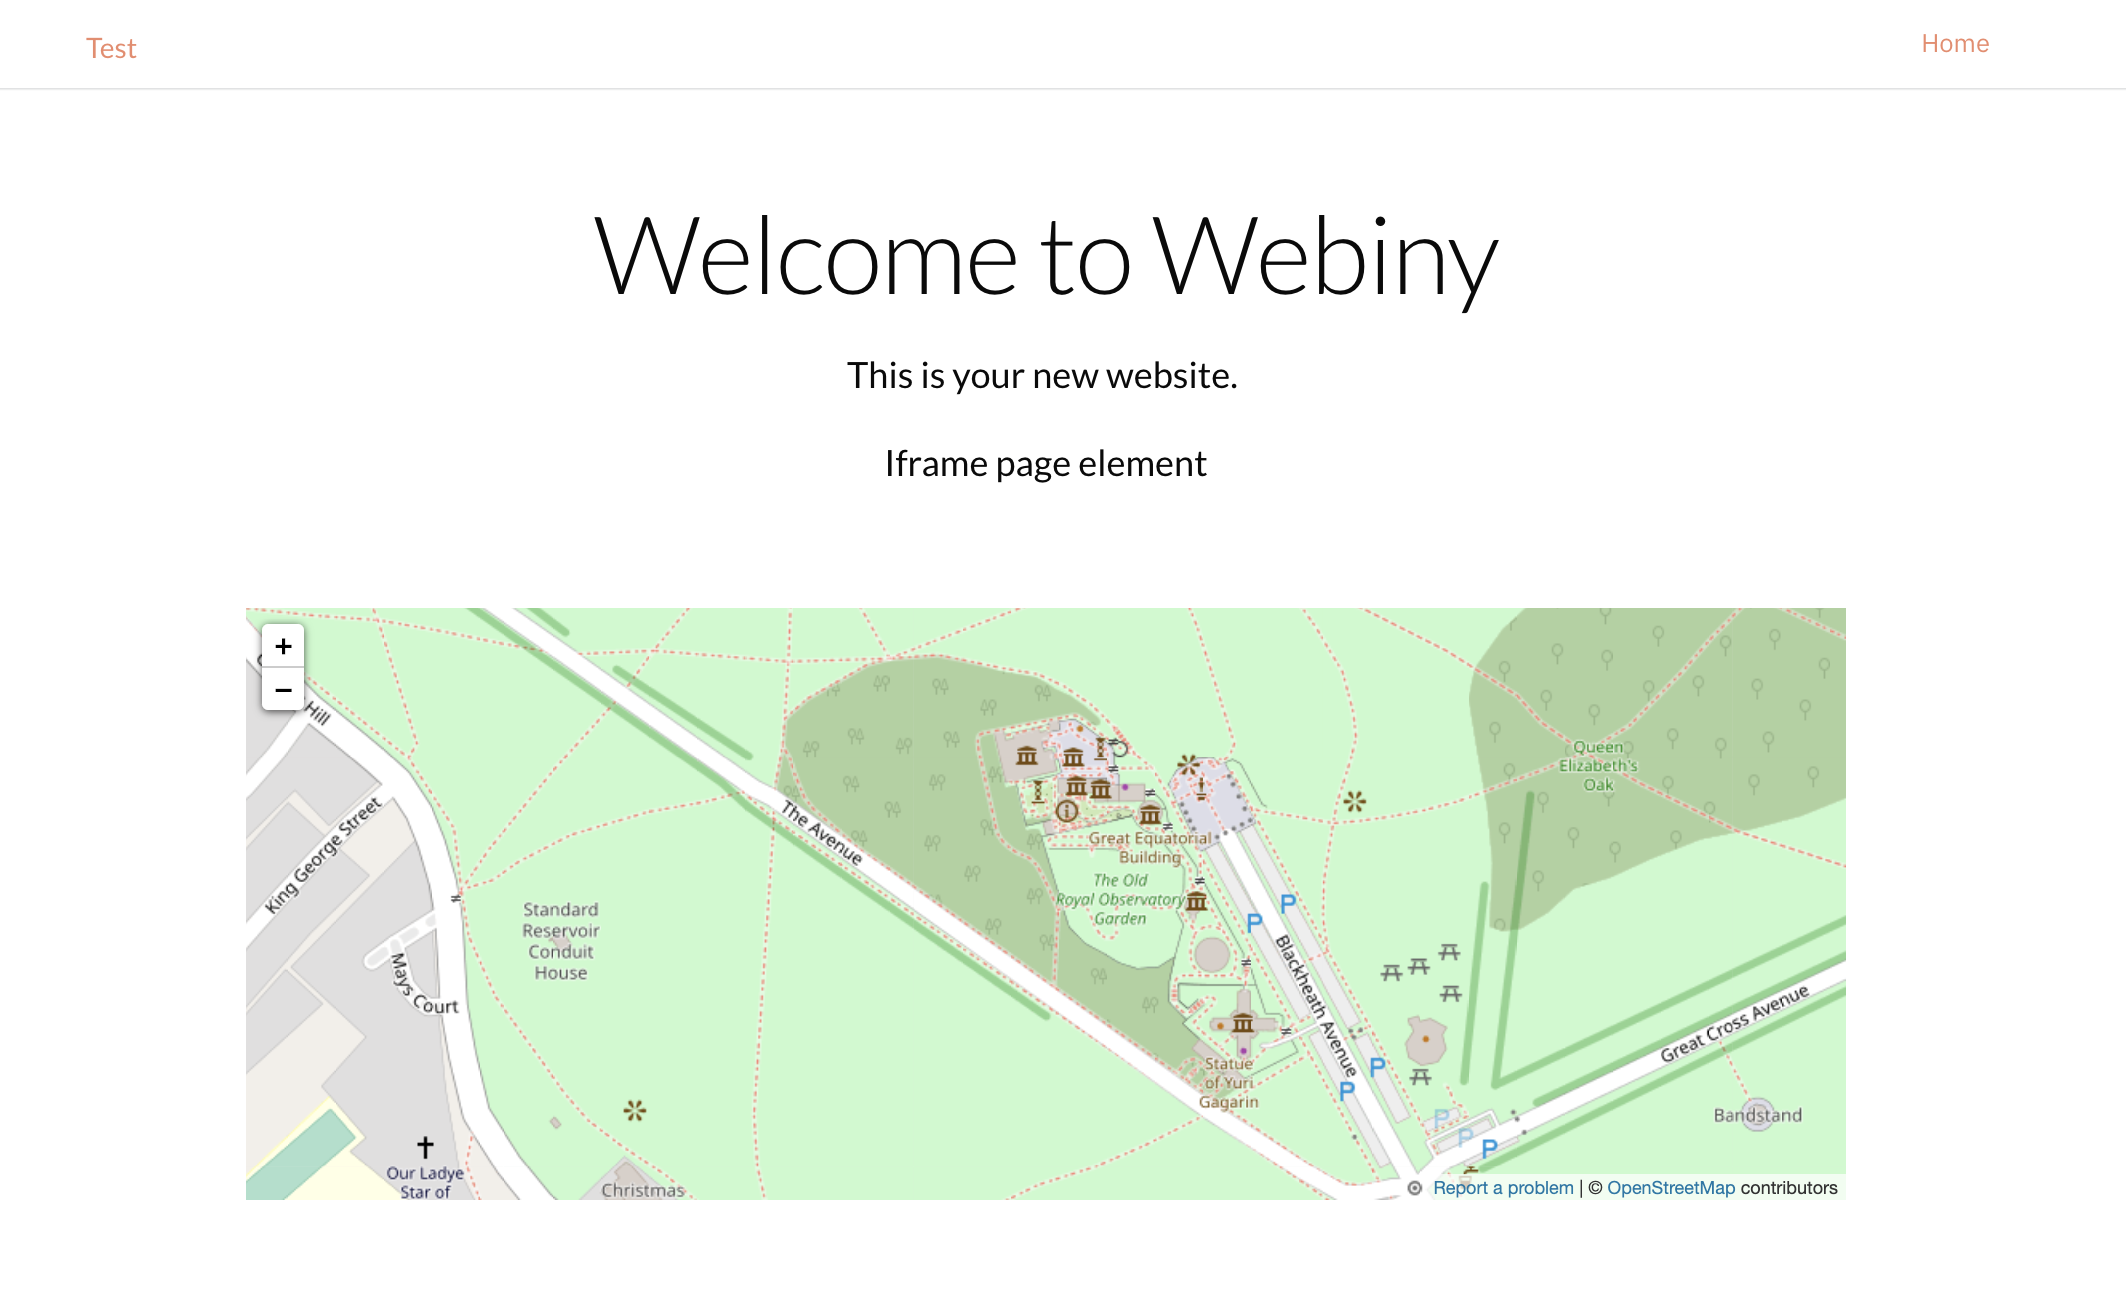 Test
Home
Welcome to Webiny
This is your new website.
Iframe page element
+
−
Hill
King George Street
Mays Court
Standard
Reservoir
Conduit
House
The Avenue
Great Equatorial
Building
The Old
Royal Observatory
Garden
Queen
Elizabeth's
Oak
P
P
Blackheath Avenue
P
P
Statue
of Yuri
Gagarin
Great Cross Avenue
Bandstand
P
P
P
Our Ladye
Star of
Christmas
Report a problem | © OpenStreetMap contributors